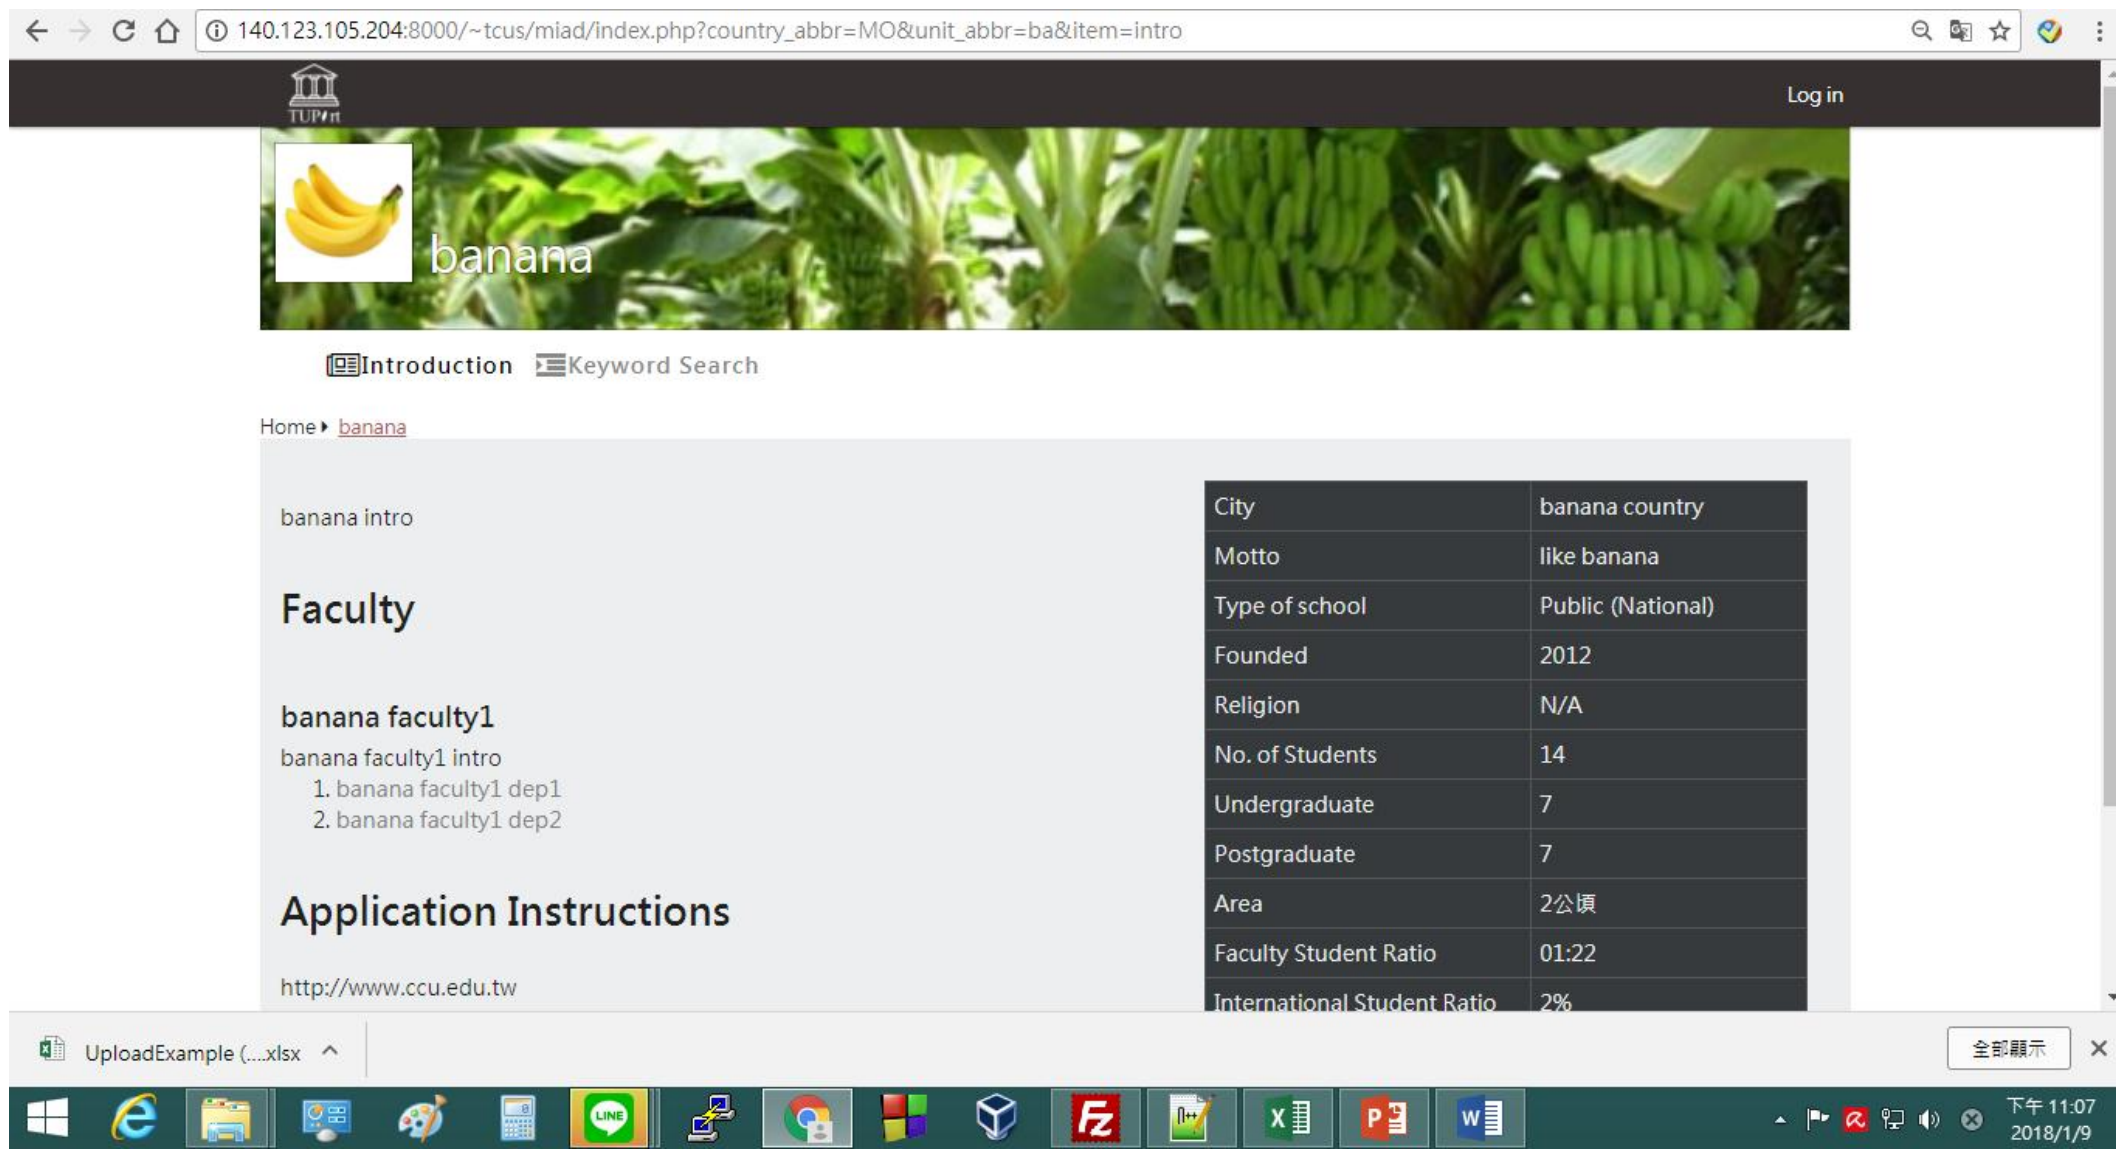 140.123.105.204:8000/~tcus/miad/index.php?country_abbr=MO&unit_abbr=ba&item=intro
Log in
banana
Introduction Keyword Search
Home banana
banana intro
Faculty
banana faculty1
banana faculty1 intro
1. banana faculty1 dep1
2. banana faculty1 dep2
Application Instructions
http://www.ccu.edu.tw
City banana country
Motto like banana
Type of school Public (National)
Founded 2012
Religion N/A
No. of Students 14
Undergraduate 7
Postgraduate 7
Area 2公頃
Faculty Student Ratio 01:22
International Student Ratio 2%
UploadExample (....xlsx
全部顯示
LINE
下午 11:07
2018/1/9